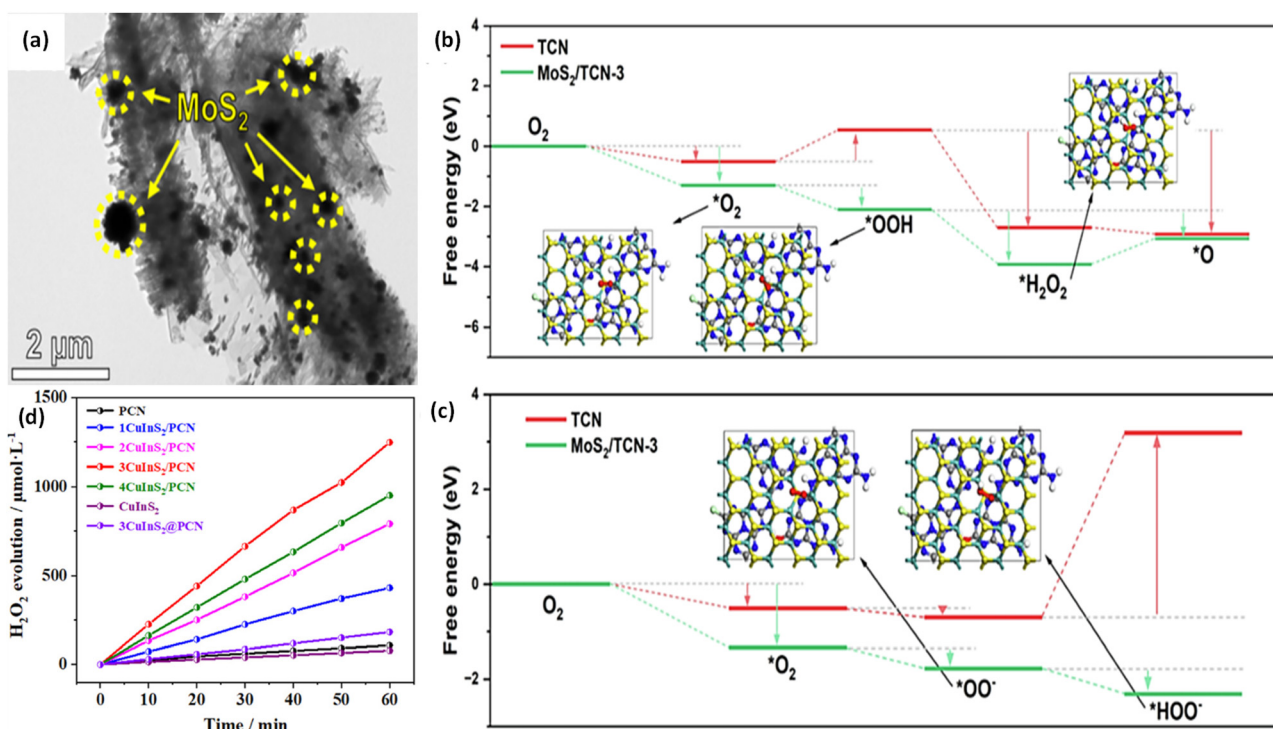 (a)
MoS₂
2 μm
(b)
4
2
0
-2
-4
-6
Free energy (eV)
TCN
MoS₂/TCN-3
O₂
*O₂
*OOH
*H₂O₂
*O
(d)
1500
1000
500
0
H₂O₂ evolution / μmol·L⁻¹
PCN
1CuInS₂/PCN
2CuInS₂/PCN
3CuInS₂/PCN
4CuInS₂/PCN
CuInS₂
3CuInS₂@PCN
0 10 20 30 40 50 60
Time / min
(c)
4
2
0
-2
Free energy (eV)
TCN
MoS₂/TCN-3
O₂
*O₂
*OO⁻
*HOO⁻